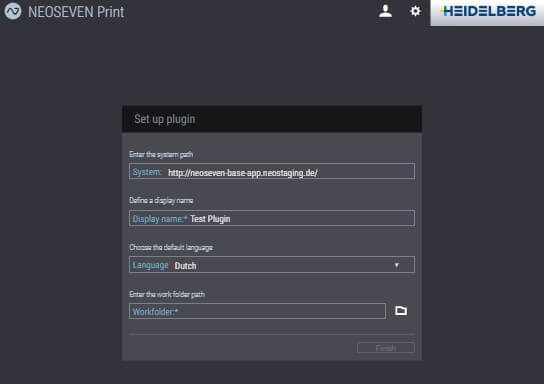 NEOSEVEN Print
HEIDELBERG
Set up plugin
Enter the system path
System: http://neoseven-base-app.neostaging.de/
Define a display name
Display name:* Test Plugin
Choose the default language
Language Dutch
Enter the work folder path
Workfolder:*
Finish